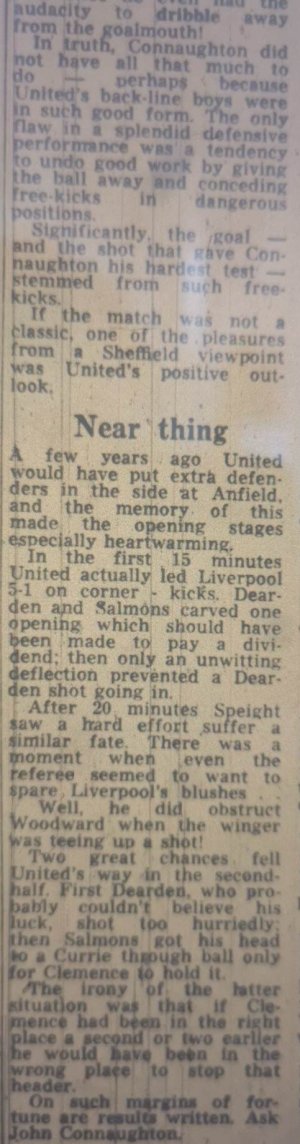 audacity to dribble away
from the goalmouth!
In truth, Connaughton did
not have all that much to
do — perhaps because
United's back-line boys were
in such good form. The only
flaw in a splendid defensive
performance was a tendency
to undo good work by giving
the ball away and conceding
free-kicks in dangerous
positions.
Significantly, the goal —
and the shot that gave Con-
naughton his hardest test —
stemmed from such free-
kicks.
If the match was not a
classic, one of the pleasures
from a Sheffield viewpoint
was United's positive out-
look.
Near thing
A few years ago United
would have put extra defen-
ders in the side at Anfield,
and the memory of this
made the opening stages
especially heartwarming.
In the first 15 minutes
United actually led Liverpool
5-1 on corner - kicks. Dear-
den and Salmons carved one
opening which should have
been made to pay a divi-
dend; then only an unwitting
deflection prevented a Dear-
den shot going in.
After 20 minutes Speight
saw a hard effort suffer a
similar fate. There was a
moment when even the
referee seemed to want to
spare Liverpool's blushes . .
Well, he did obstruct
Woodward when the winger
was teeing up a shot!
Two great chances fell
United's way in the second-
half. First Dearden, who pro-
bably couldn't believe his
luck, shot too hurriedly;
then Salmons got his head
to a Currie through ball only
for Clemence to hold it.
The irony of the latter
situation was that if Cle-
mence had been in the right
place a second or two earlier
he would have been in the
wrong place to stop that
header.
On such margins of for-
tune are results written. Ask
John Connaughton.